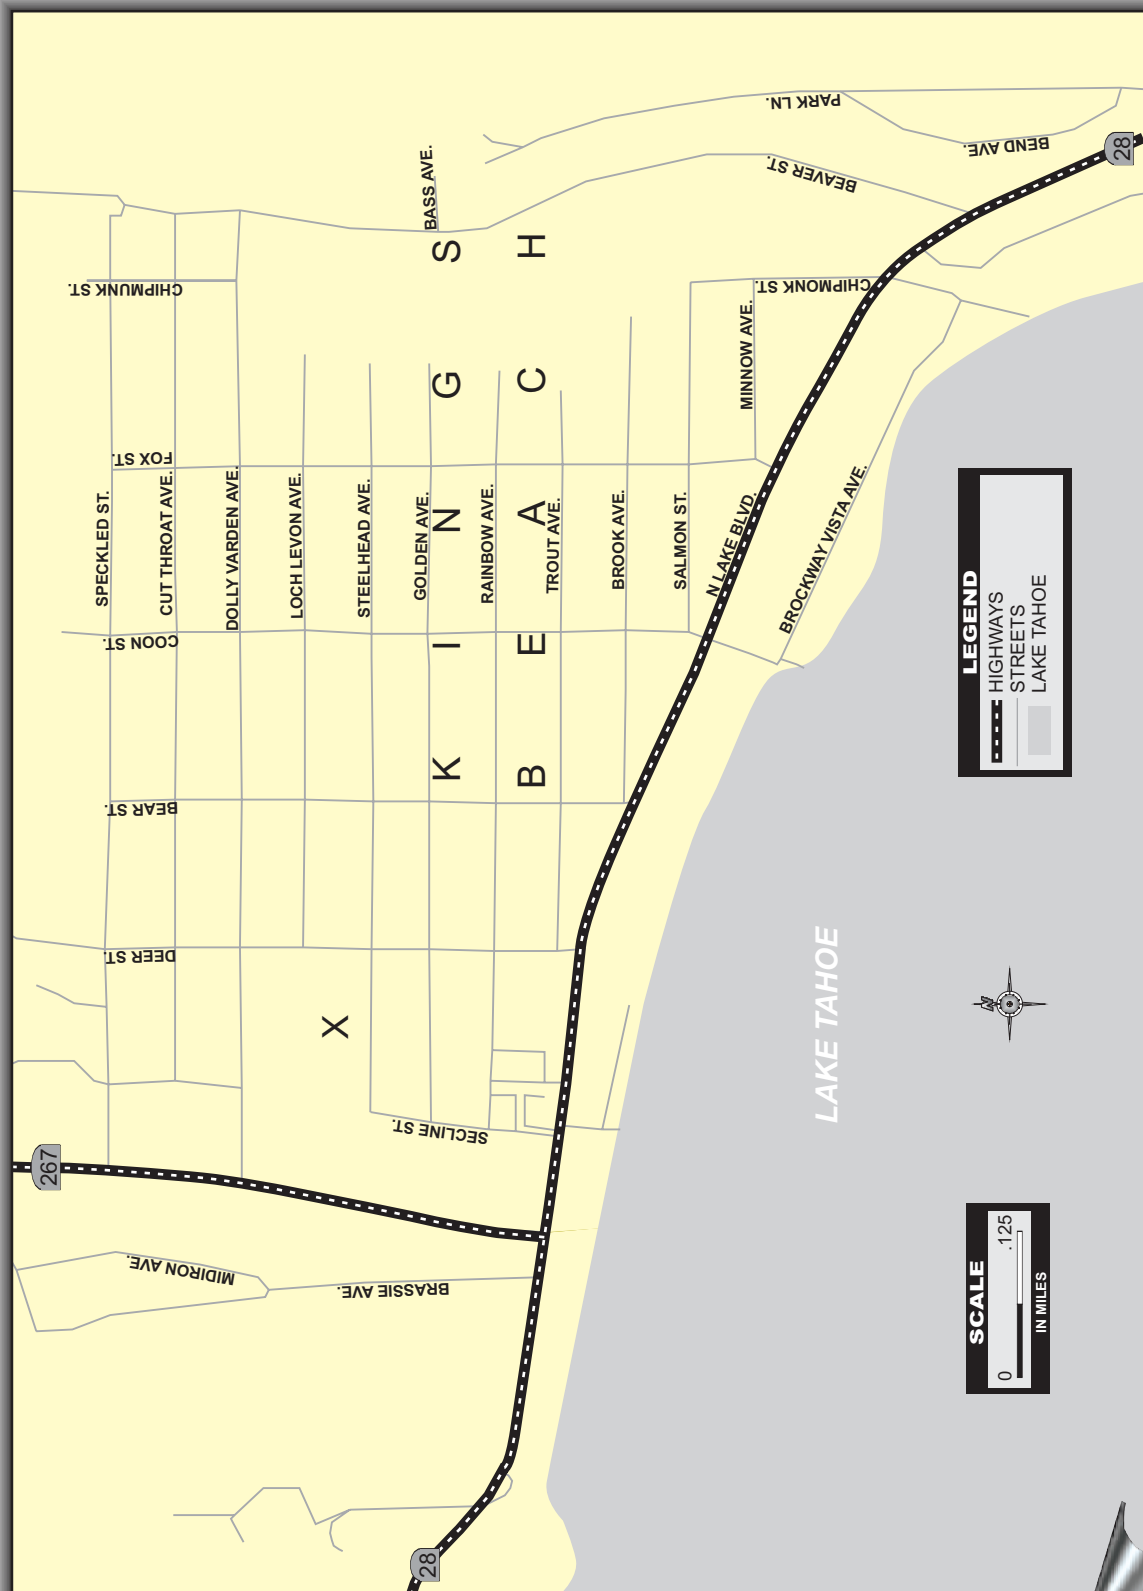 PARK LN.
BEND AVE.
28
BEAVER ST.
BASS AVE.
CHIPMUNK ST.
CHIPMONK ST.
MINNOW AVE.
FOX ST.
SPECKLED ST.
CUT THROAT AVE.
DOLLY VARDEN AVE.
LOCH LEVON AVE.
STEELHEAD AVE.
GOLDEN AVE.
RAINBOW AVE.
TROUT AVE.
BROOK AVE.
SALMON ST.
N LAKE BLVD.
BROCKWAY VISTA AVE.
COON ST.
KINGS
BEACH
BEAR ST.
DEER ST.
X
SECLINE ST.
267
MIDIRON AVE.
BRASSIE AVE.
28
LAKE TAHOE
LEGEND
HIGHWAYS
STREETS
LAKE TAHOE
N
SCALE
0 .125
IN MILES